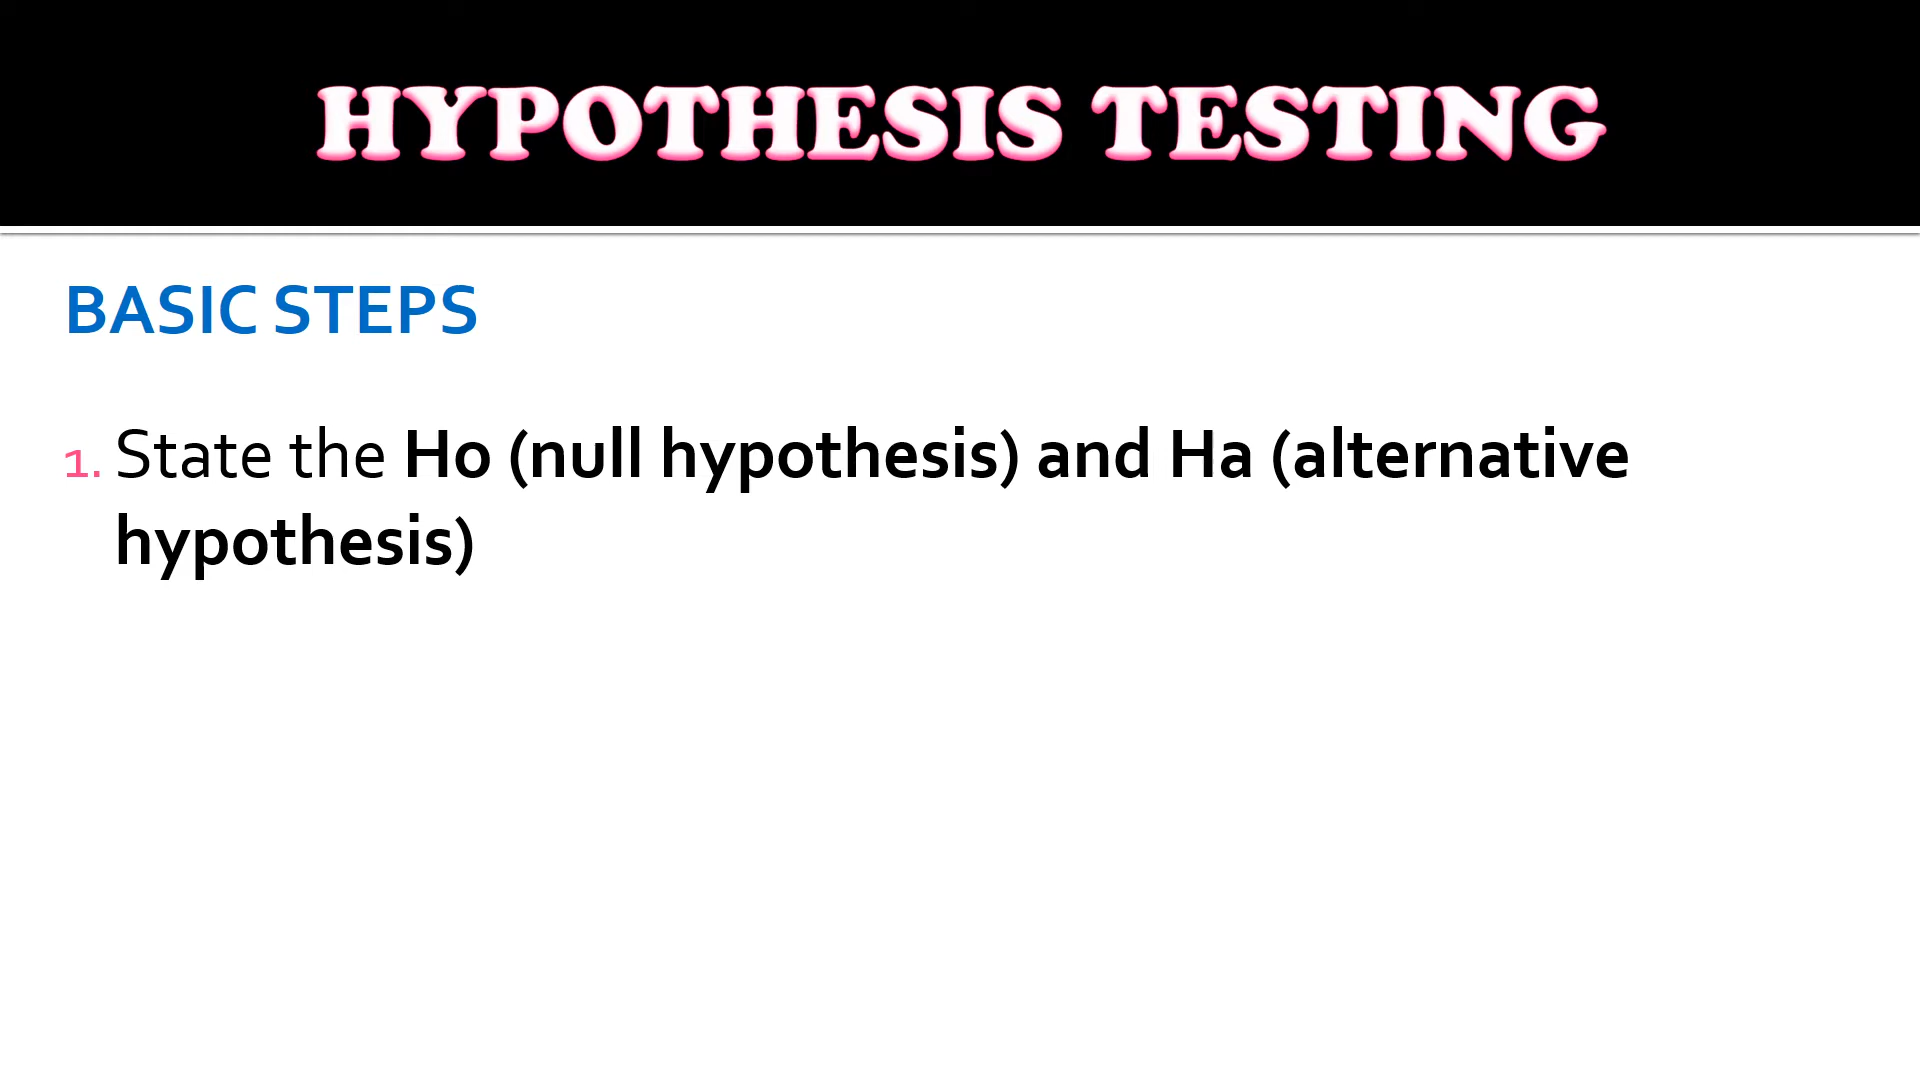 HYPOTHESIS TESTING
BASIC STEPS
1. State the Ho (null hypothesis) and Ha (alternative
hypothesis)